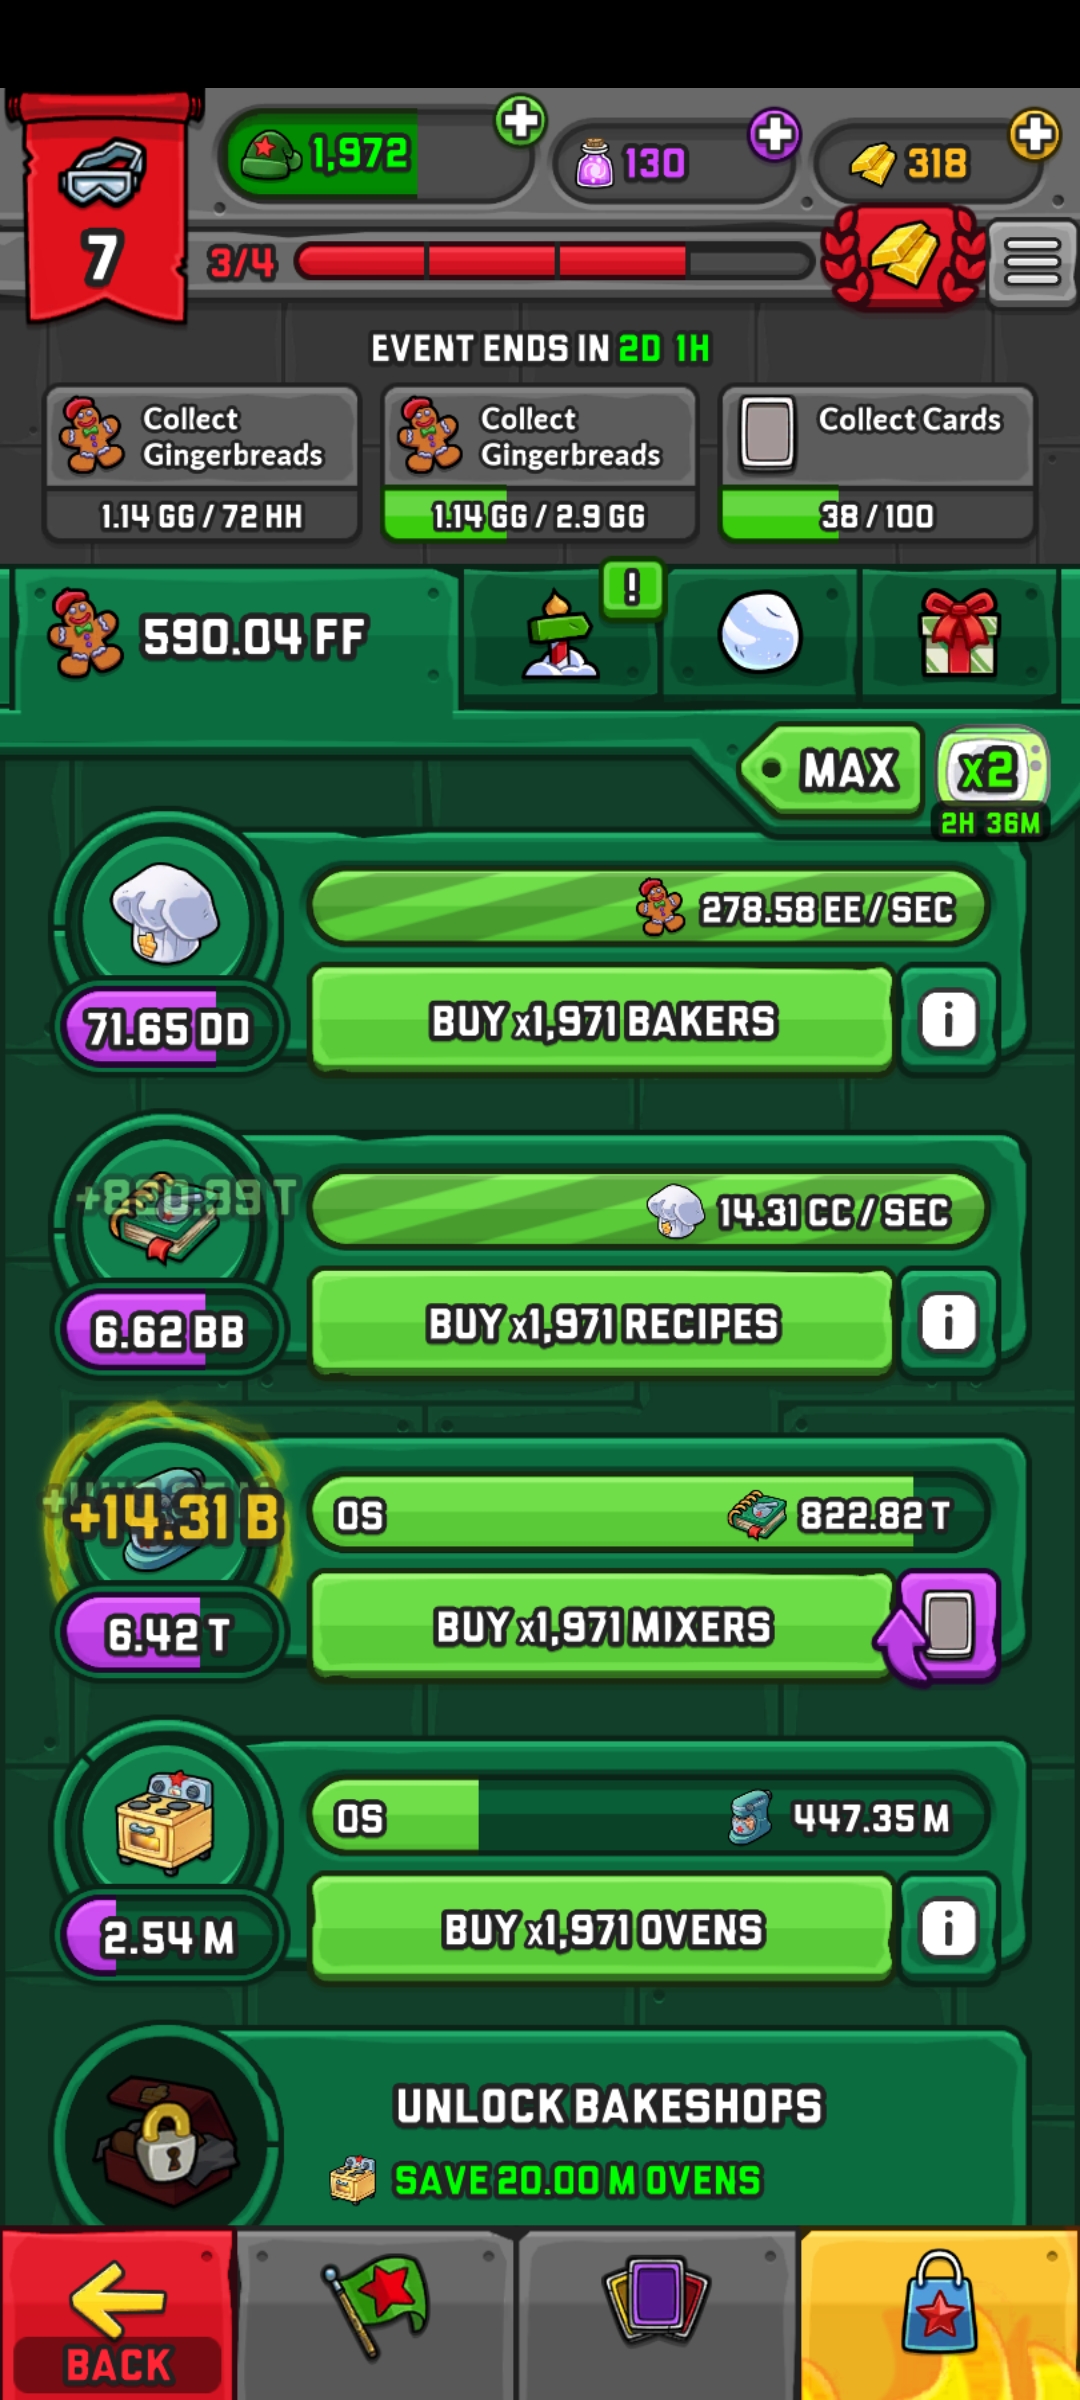 1,972
130
318
7
3/4
EVENT ENDS IN 2D 1H
Collect
Gingerbreads
1.14 GG / 72 HH
Collect
Gingerbreads
1.14 GG / 2.9 GG
Collect Cards
38 / 100
590.04 FF
!
MAX
x2
2H 36M
278.58 EE / SEC
71.65 DD
BUY x1,971 BAKERS
i
+820.99 T
14.31 CC / SEC
6.62 BB
BUY x1,971 RECIPES
i
+14.31 B
0S
822.82 T
6.42 T
BUY x1,971 MIXERS
0S
447.35 M
2.54 M
BUY x1,971 OVENS
i
UNLOCK BAKESHOPS
SAVE 20.00 M OVENS
BACK